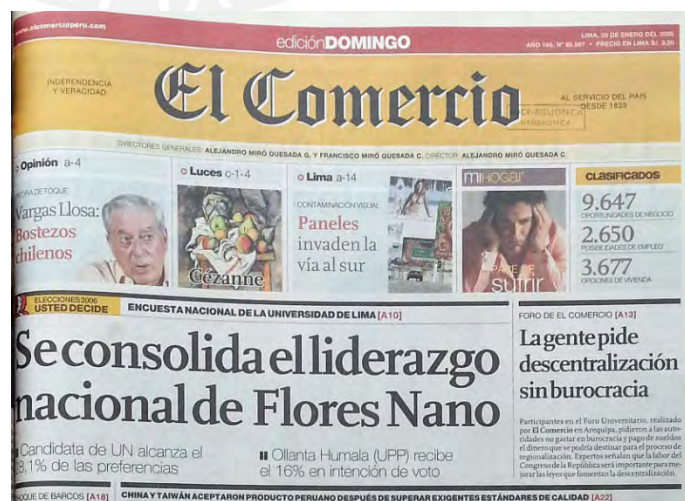 www.elcomercioperu.com
ediciónDOMINGO
LIMA, 29 DE ENERO DEL 2006
AÑO 166, • PRECIO EN LIMA S/.
INDEPENDENCIA
Y VERACIDAD
El Comercio
AL SERVICIO DEL PAÍS
DESDE 1839
DIRECTORES GENERALES: ALEJANDRO MIRÓ QUESADA G. Y FRANCISCO MIRÓ QUESADA C. DIRECTOR: ALEJANDRO MIRÓ QUESADA C.
Opinión a-4
PIEDRA DE TOQUE
Vargas Llosa:
Bostezos
chilenos
Luces c-1-4
Cézanne
Lima a-14
CONTAMINACIÓN VISUAL
Paneles
invaden la
vía al sur
mihogar
sufrir
CLASIFICADOS
9.647
OPORTUNIDADES DE NEGOCIO
2.650
POSIBILIDADES DE EMPLEO
3.677
OPCIONES DE VIVIENDA
ELECCIONES 2006
USTED DECIDE
ENCUESTA NACIONAL DE LA UNIVERSIDAD DE LIMA [A10]
Se consolida el liderazgo
nacional de Flores Nano
Candidata de UN alcanza el
,1% de las preferencias
Ollanta Humala (UPP) recibe
el 16% en intención de voto
FORO DE EL COMERCIO [A13]
La gente pide
descentralización
sin burocracia
Participantes en el Foro Universitario, realizado
por El Comercio en Arequipa, pidieron a las auto-
ridades no gastar en burocracia y pago de sueldos
el dinero que se podría destinar para el proceso de
regionalización. Expertos señalan que la labor del
Congreso de la República será importante para me-
jorar las leyes que fomentan la descentralización.
DE BARCOS [A18]
CHINA Y TAIWÁN ACEPTARON PRODUCTO PERUANO DESPUÉS DE SUPERAR EXIGENTES ESTÁNDARES DE CALIDAD [A22]